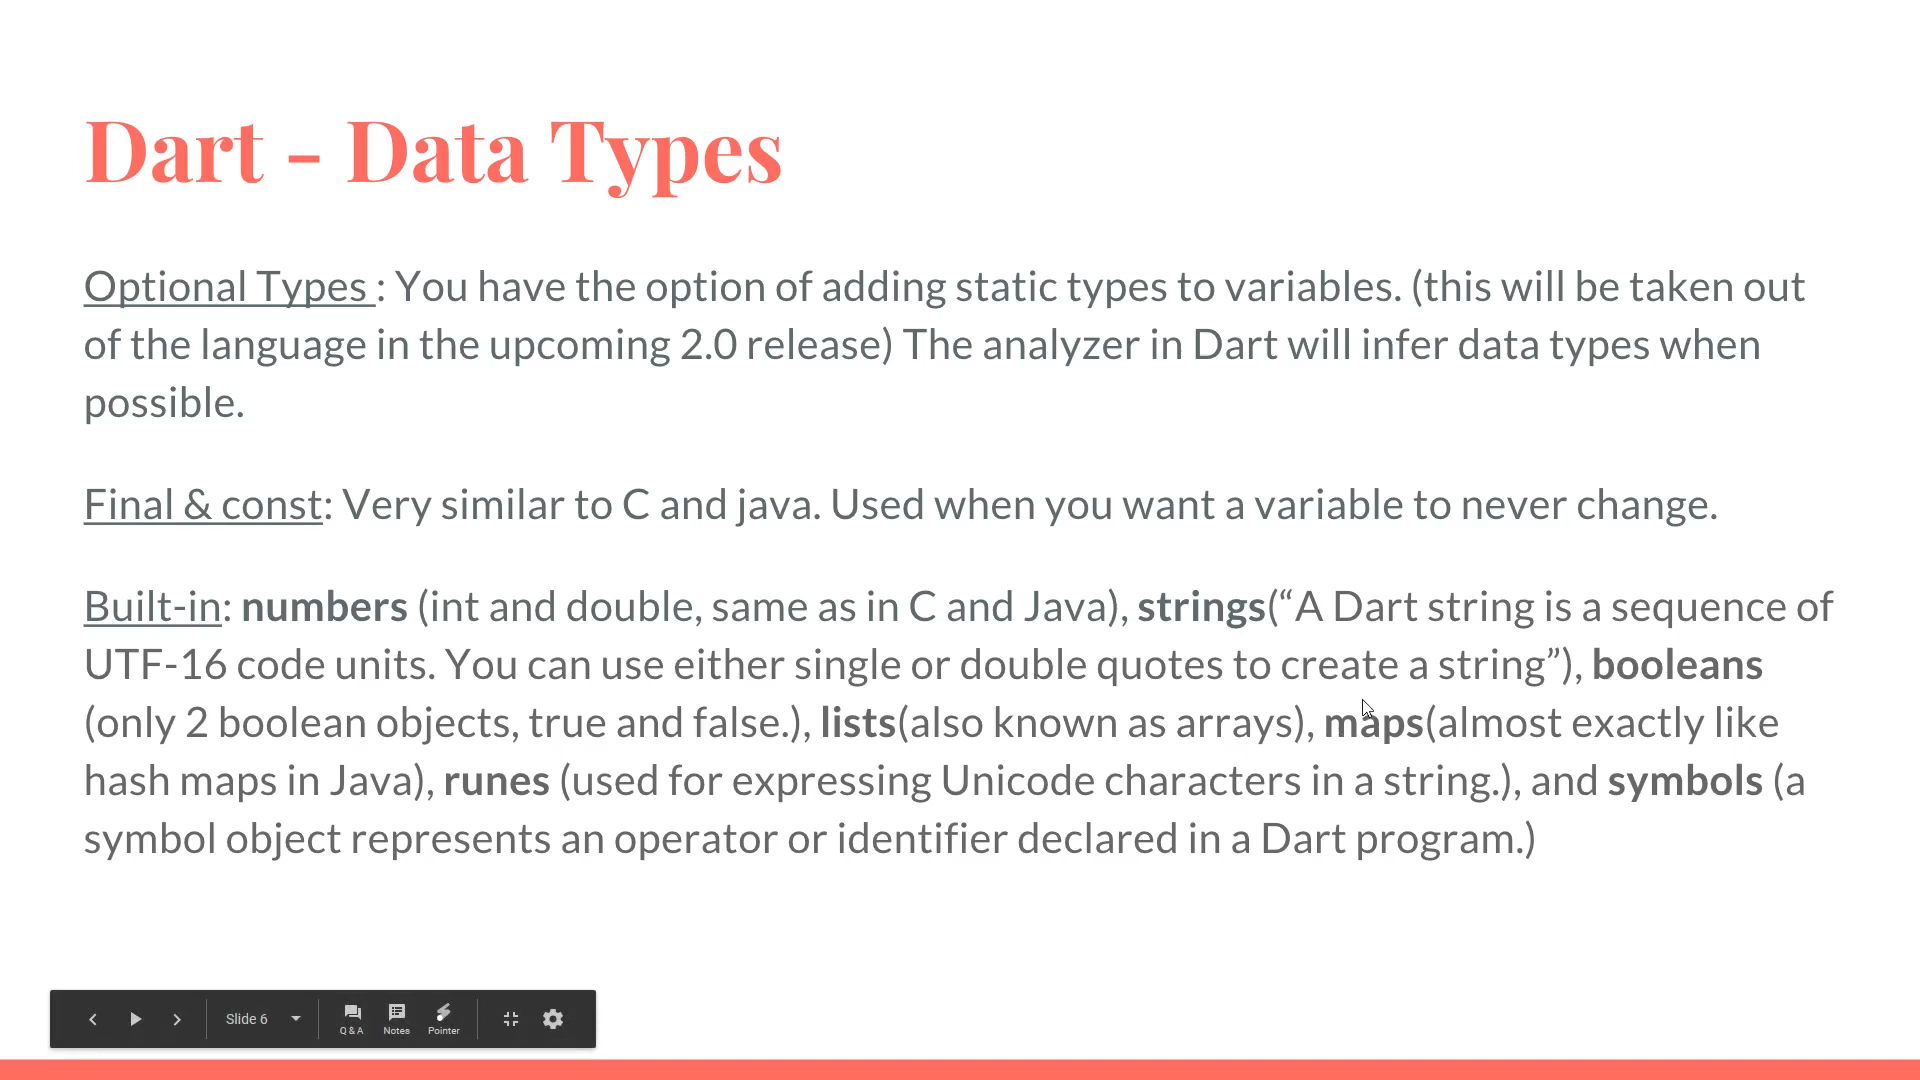 Dart - Data Types
Optional Types : You have the option of adding static types to variables. (this will be taken out
of the language in the upcoming 2.0 release) The analyzer in Dart will infer data types when
possible.
Final & const: Very similar to C and java. Used when you want a variable to never change.
Built-in: numbers (int and double, same as in C and Java), strings(“A Dart string is a sequence of
UTF-16 code units. You can use either single or double quotes to create a string”), booleans
(only 2 boolean objects, true and false.), lists(also known as arrays), maps(almost exactly like
hash maps in Java), runes (used for expressing Unicode characters in a string.), and symbols (a
symbol object represents an operator or identifier declared in a Dart program.)
Slide 6
Q & A Notes Pointer